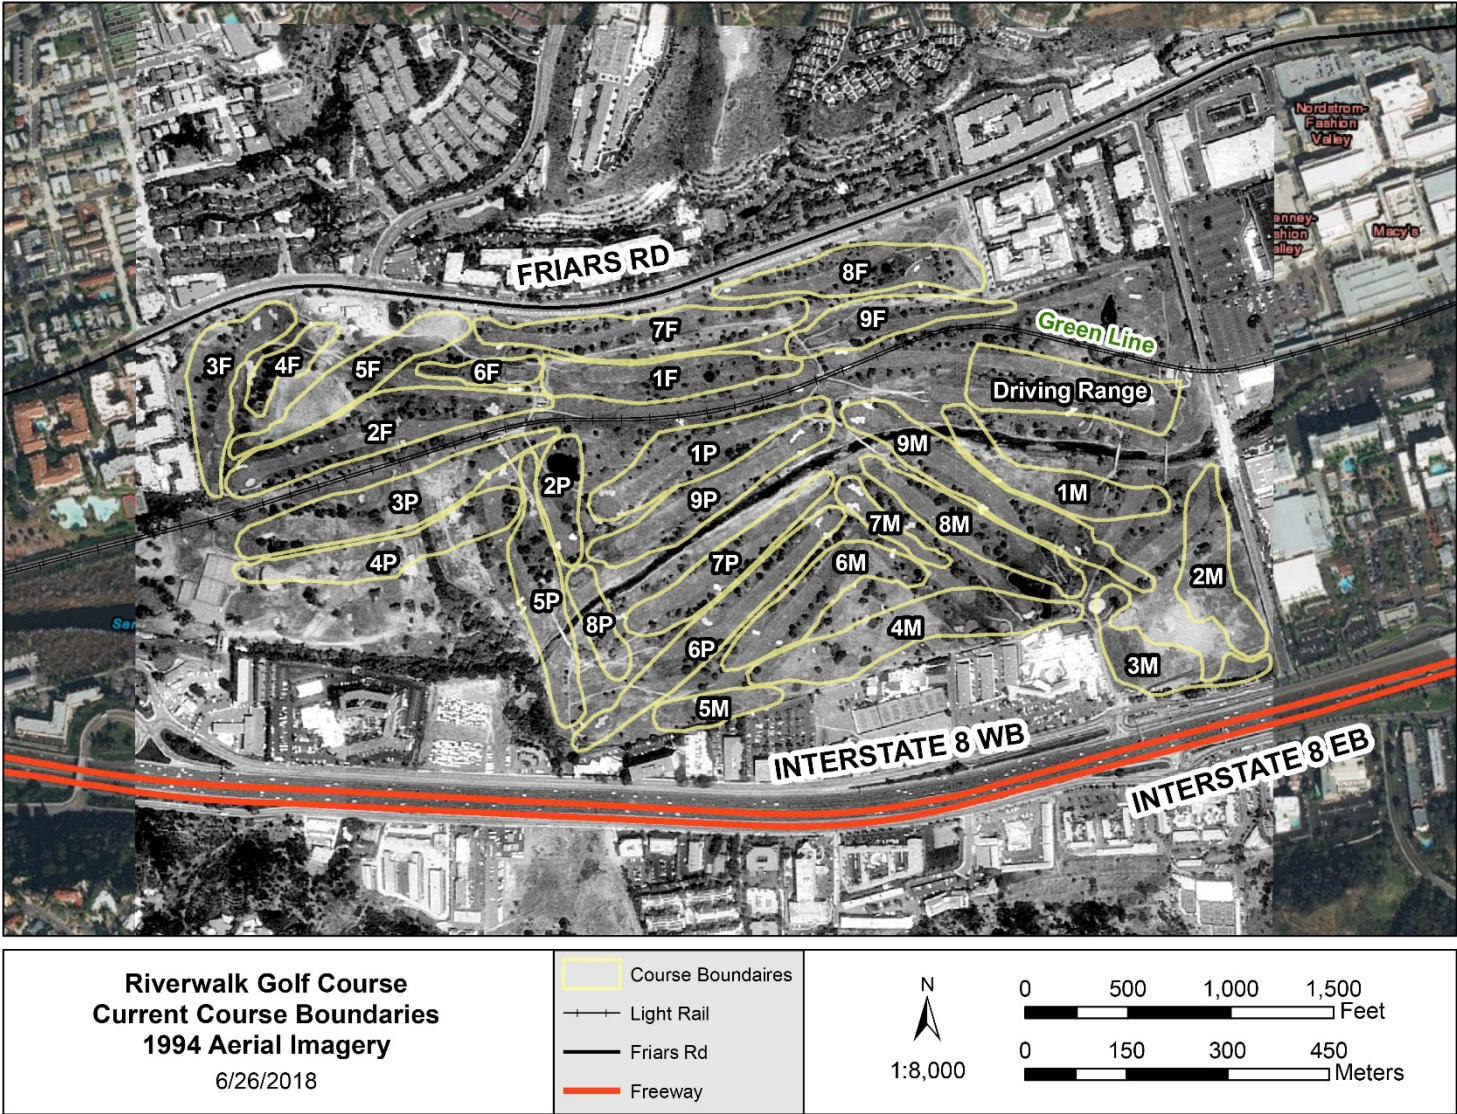 Nordstrom-
Fashion
Valley
enney-
shion
alley
Macy's
FRIARS RD
8F
9F
7F
Green Line
3F
4F
5F
6F
1F
Driving Range
2F
1P
9M
3P
2P
9P
1M
7M
8M
4P
7P
6M
2M
5P
8P
San
4M
6P
3M
5M
INTERSTATE 8 WB
INTERSTATE 8 EB
Riverwalk Golf Course
Current Course Boundaries
1994 Aerial Imagery
6/26/2018
Course Boundaires
Light Rail
Friars Rd
Freeway
N
1:8,000
0 500 1,000 1,500
Feet
0 150 300 450
Meters